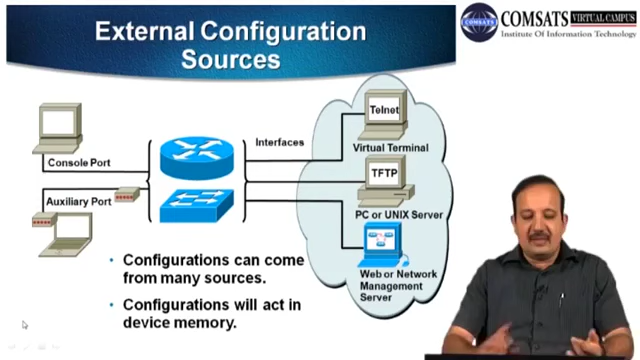 External Configuration
Sources
COMSATS VIRTUAL CAMPUS
Institute Of Information Technology
Telnet
Interfaces
Virtual Terminal
Console Port
TFTP
Auxiliary Port
PC or UNIX Server
Web or Network
Management
Server
• Configurations can come
from many sources.
• Configurations will act in
device memory.